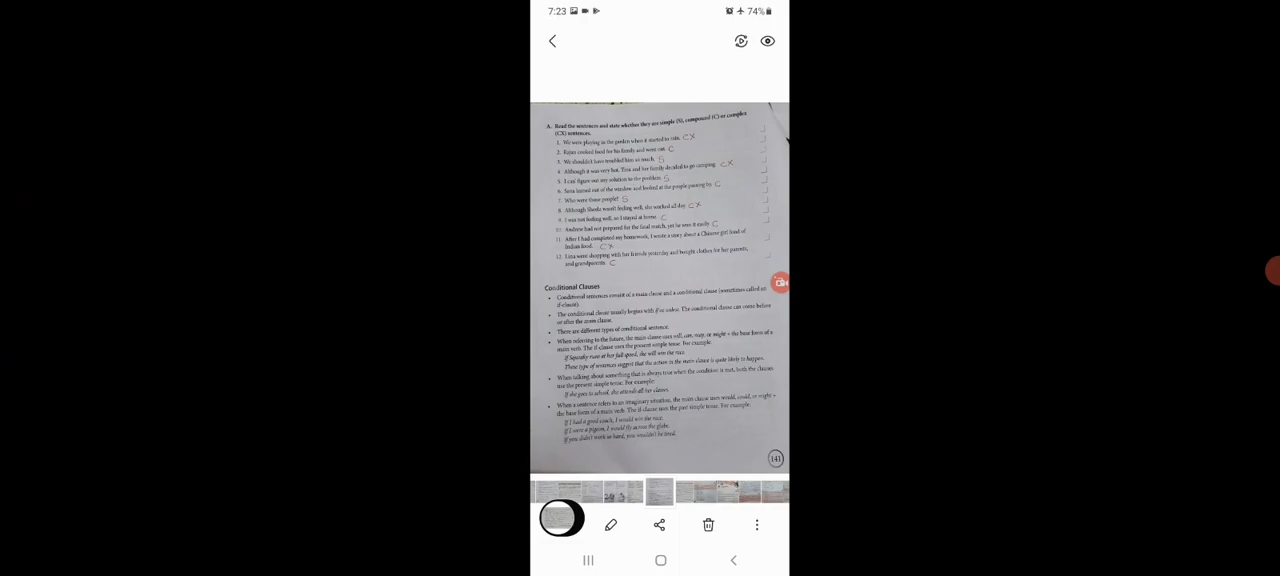 7:23
74%
A. Read the sentences and state whether they are simple (S), compound (C) or complex
(CX) sentences.
1. We were playing in the garden when it started to rain. CX
2. Rajan cooked food for his family and went out. C
3. We shouldn't have troubled him so much. S
4. Although it was very hot, Tina and her family decided to go camping. CX
5. I can't figure out any solution to the problem. S
6. leaned out of the window and looked at the people passing by. C
7. Who were those people? S
8. Although Sheela wasn't feeling well, she worked all day. CX
9. I was not feeling well, so I stayed at home. C
10. Andrew had not prepared for the final match, yet he won it easily. C
11. After I had completed my homework, I wrote a story about a Chinese girl fond of
Indian food. CX
12. Lina went shopping with her friends yesterday and bought clothes for her parents,
and grandparents. C
Conditional Clauses
• Conditional sentences consist of a main clause and a conditional clause (sometimes called an
if-clause).
• The conditional clause usually begins with if or unless. The conditional clause can come before
or after the main clause.
• There are different types of conditional sentence.
• When referring to the future, the main clause uses will, can, may, or might + the base form of a
main verb. The if clause uses the present simple tense. For example:
If Squeaky runs at her full speed, she will win the race.
These type of sentences suggest that the action in the main clause is quite likely to happen.
• When talking about something that is always true when the condition is met, both the clauses
use the present simple tense. For example:
If she goes to school, she attends all her classes.
• When a sentence refers to an imaginary situation, the main clause uses would, could, or might +
the base form of a main verb. The if clause uses the past simple tense. For example:
If I had a good coach, I would win the race.
If I were a pigeon, I would fly across the globe.
If you didn't work so hard, you wouldn't be tired.
141